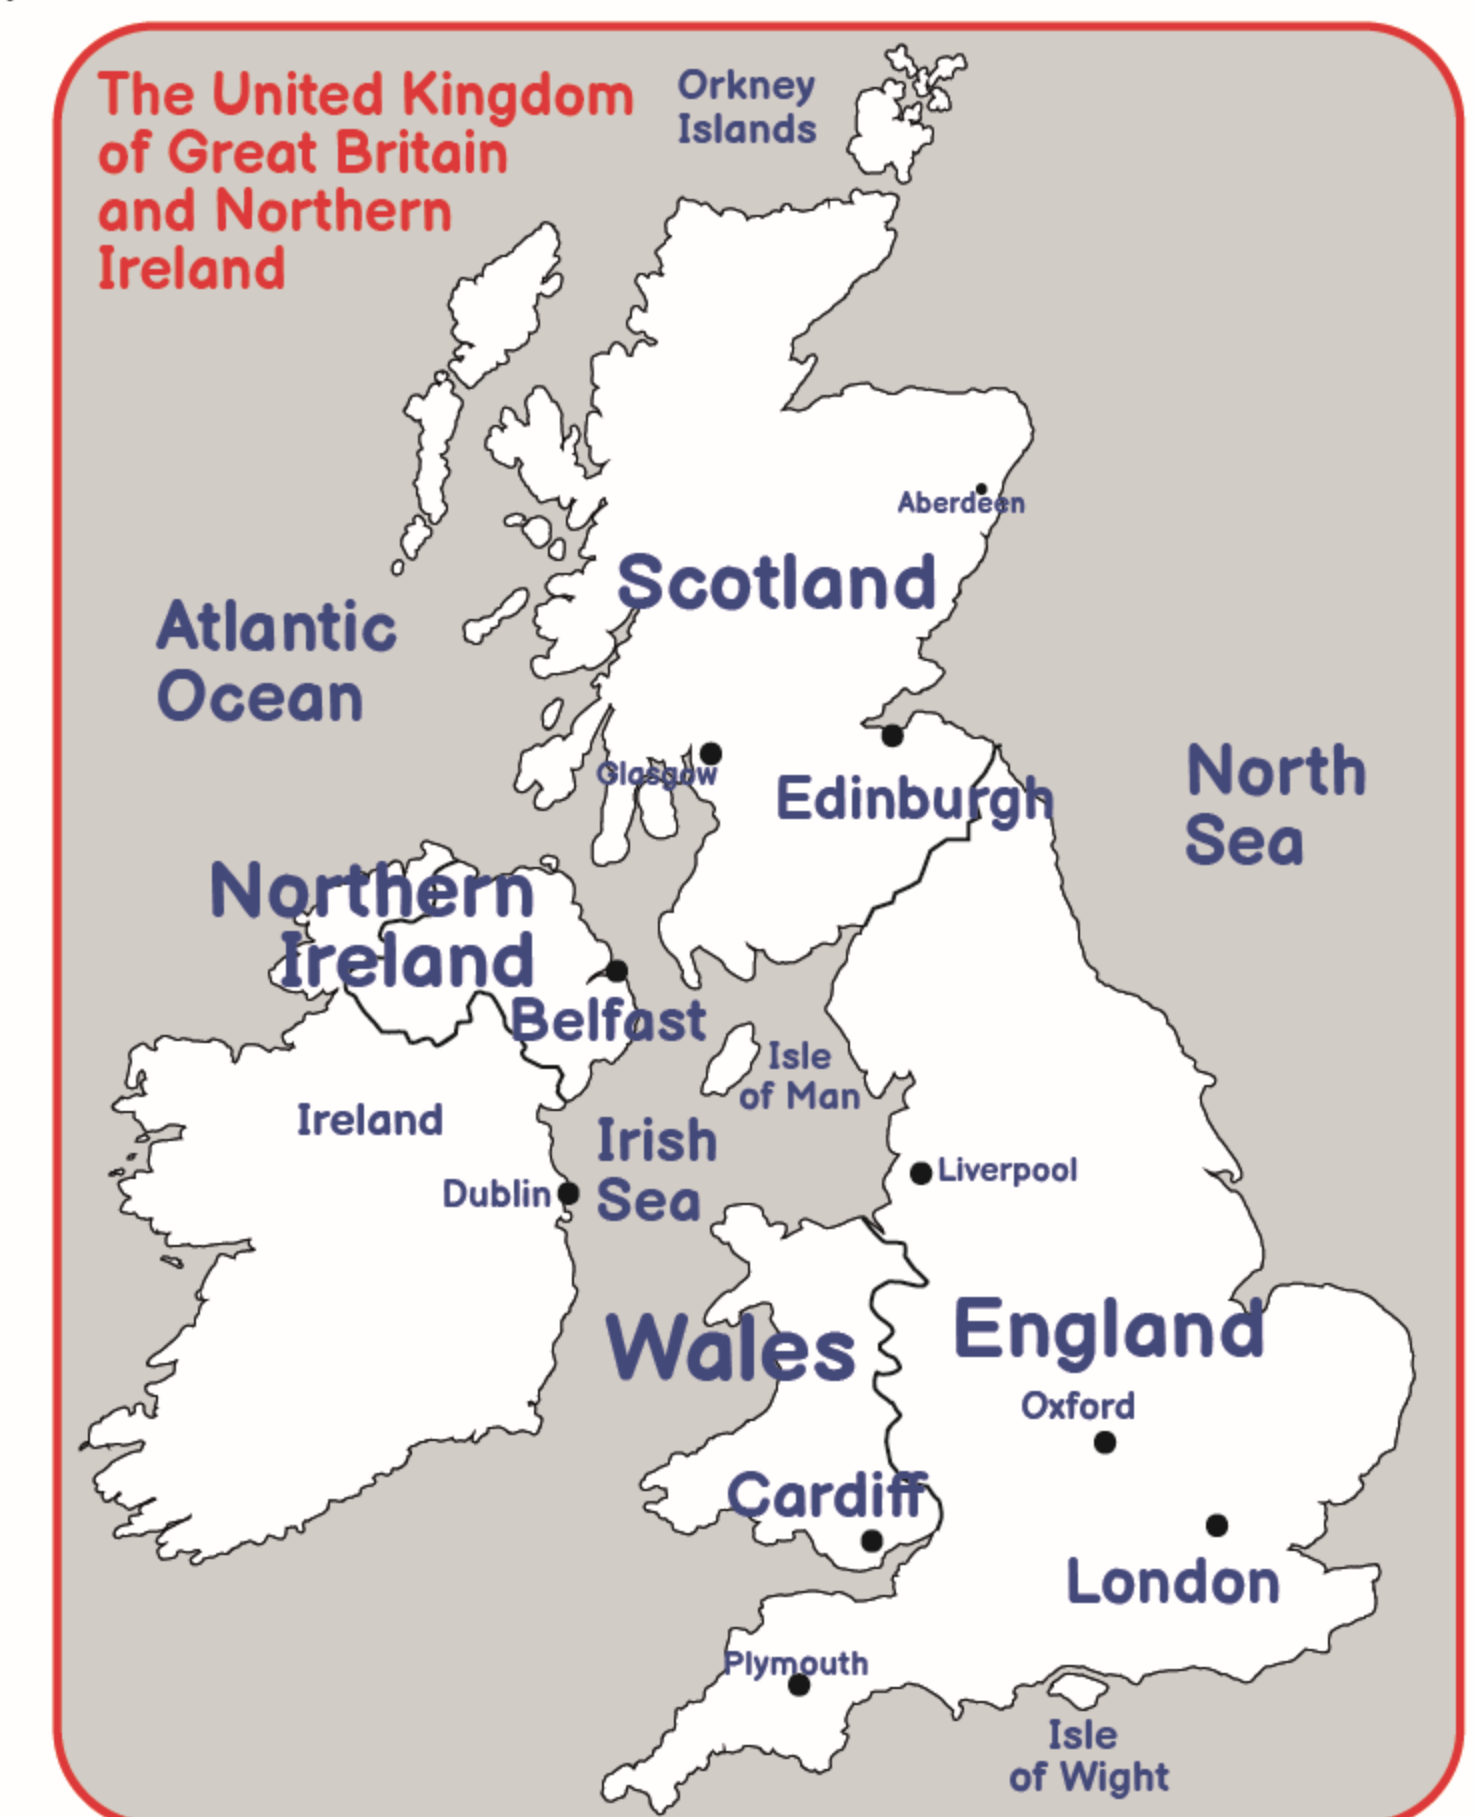 The United Kingdom
of Great Britain
and Northern
Ireland
Orkney
Islands
Aberdeen
Scotland
Atlantic
Ocean
Glasgow
Edinburgh
North
Sea
Northern
Ireland
Belfast
Isle
of Man
Ireland
Irish
Sea
Dublin
Liverpool
Wales
England
Oxford
Cardiff
London
Plymouth
Isle
of Wight